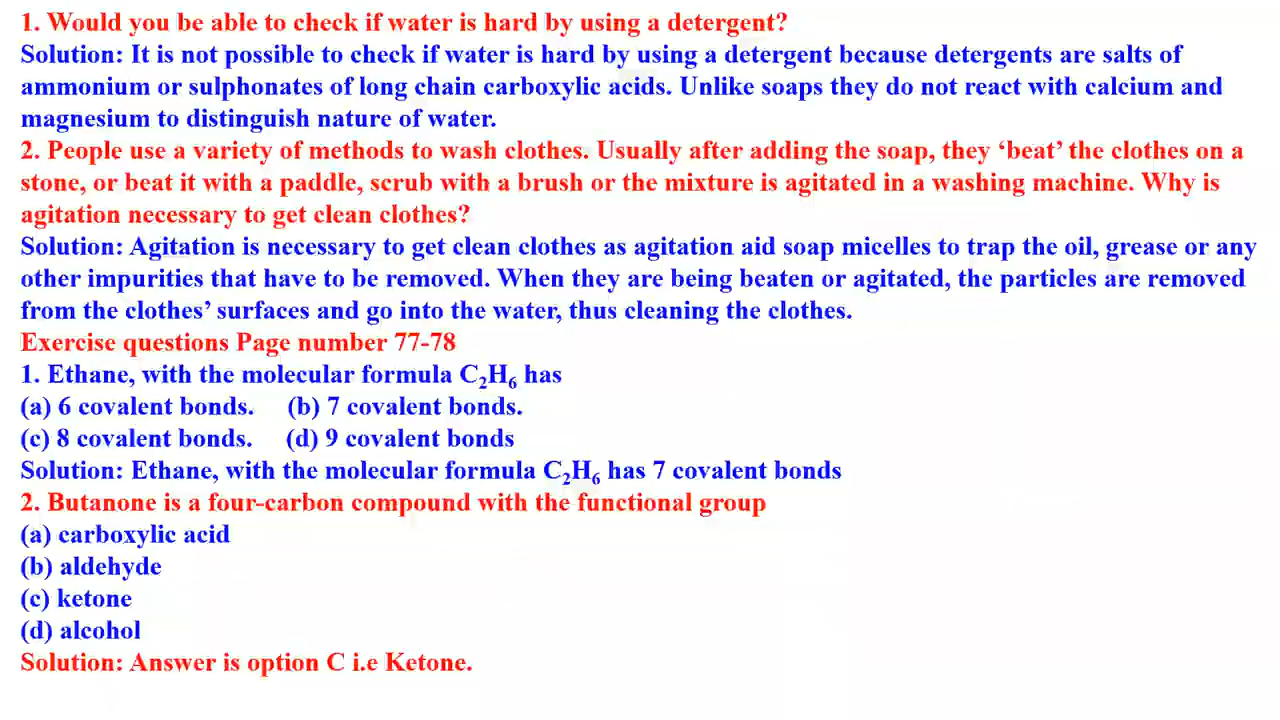 1. Would you be able to check if water is hard by using a detergent?
Solution: It is not possible to check if water is hard by using a detergent because detergents are salts of
ammonium or sulphonates of long chain carboxylic acids. Unlike soaps they do not react with calcium and
magnesium to distinguish nature of water.
2. People use a variety of methods to wash clothes. Usually after adding the soap, they ‘beat’ the clothes on a
stone, or beat it with a paddle, scrub with a brush or the mixture is agitated in a washing machine. Why is
agitation necessary to get clean clothes?
Solution: Agitation is necessary to get clean clothes as agitation aid soap micelles to trap the oil, grease or any
other impurities that have to be removed. When they are being beaten or agitated, the particles are removed
from the clothes’ surfaces and go into the water, thus cleaning the clothes.
Exercise questions Page number 77-78
1. Ethane, with the molecular formula C₂H₆ has
(a) 6 covalent bonds. (b) 7 covalent bonds.
(c) 8 covalent bonds. (d) 9 covalent bonds
Solution: Ethane, with the molecular formula C₂H₆ has 7 covalent bonds
2. Butanone is a four-carbon compound with the functional group
(a) carboxylic acid
(b) aldehyde
(c) ketone
(d) alcohol
Solution: Answer is option C i.e Ketone.